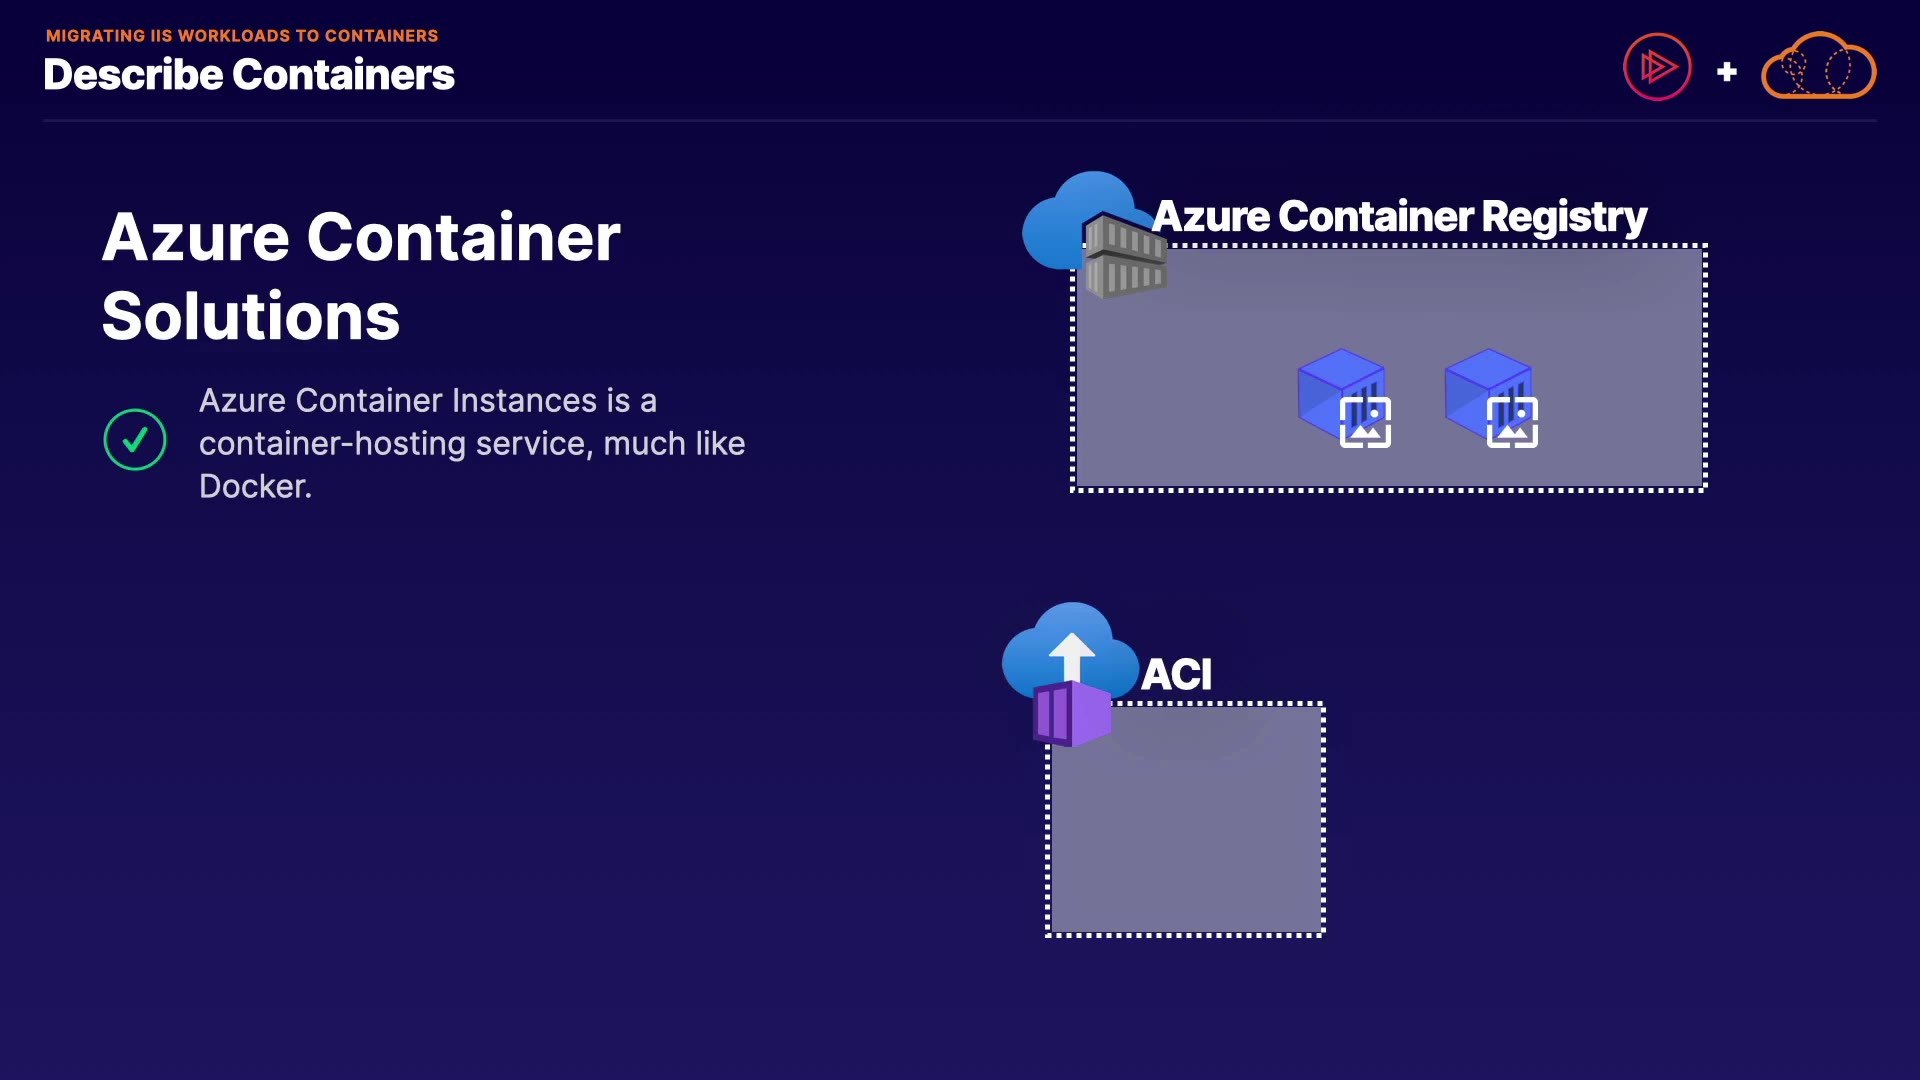 MIGRATING IIS WORKLOADS TO CONTAINERS
Describe Containers
Azure Container
Solutions
Azure Container Instances is a
container-hosting service, much like
Docker.
Azure Container Registry
ACI